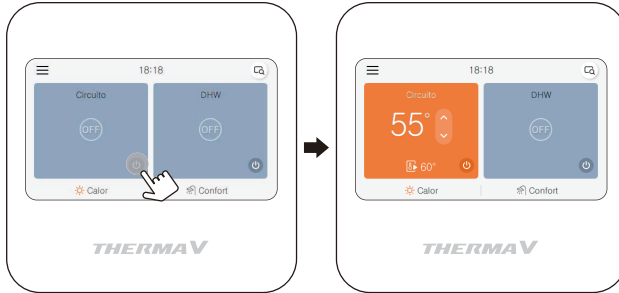 18:18
Circuito
DHW
OFF
OFF
Calor
Confort
THERMA V
18:18
Circuito
DHW
55°
OFF
60°
Calor
Confort
THERMA V